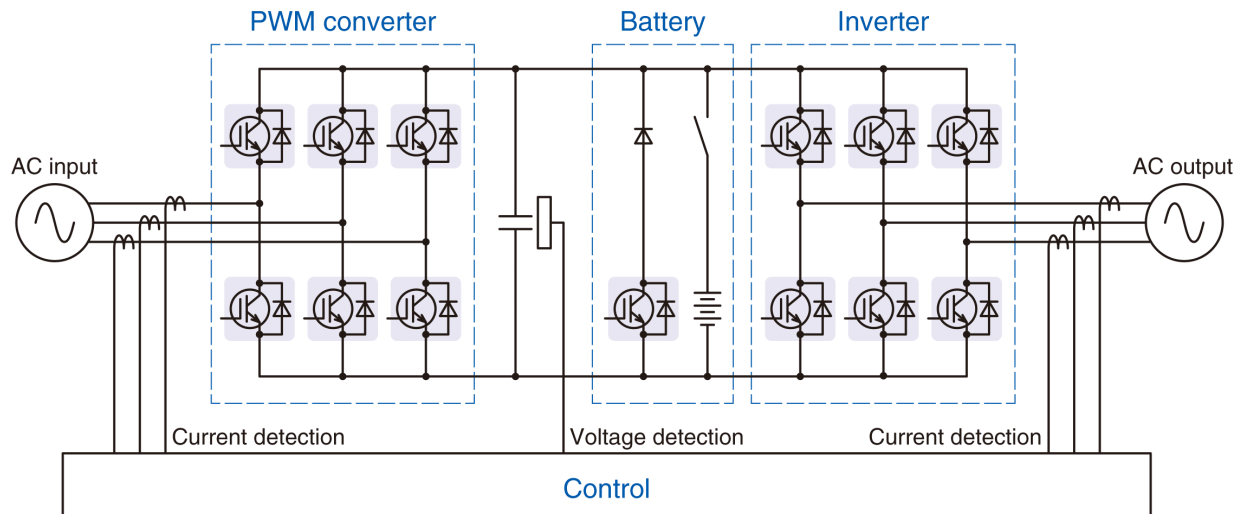 PWM converter
Battery
Inverter
AC input
AC output
Current detection
Voltage detection
Current detection
Control